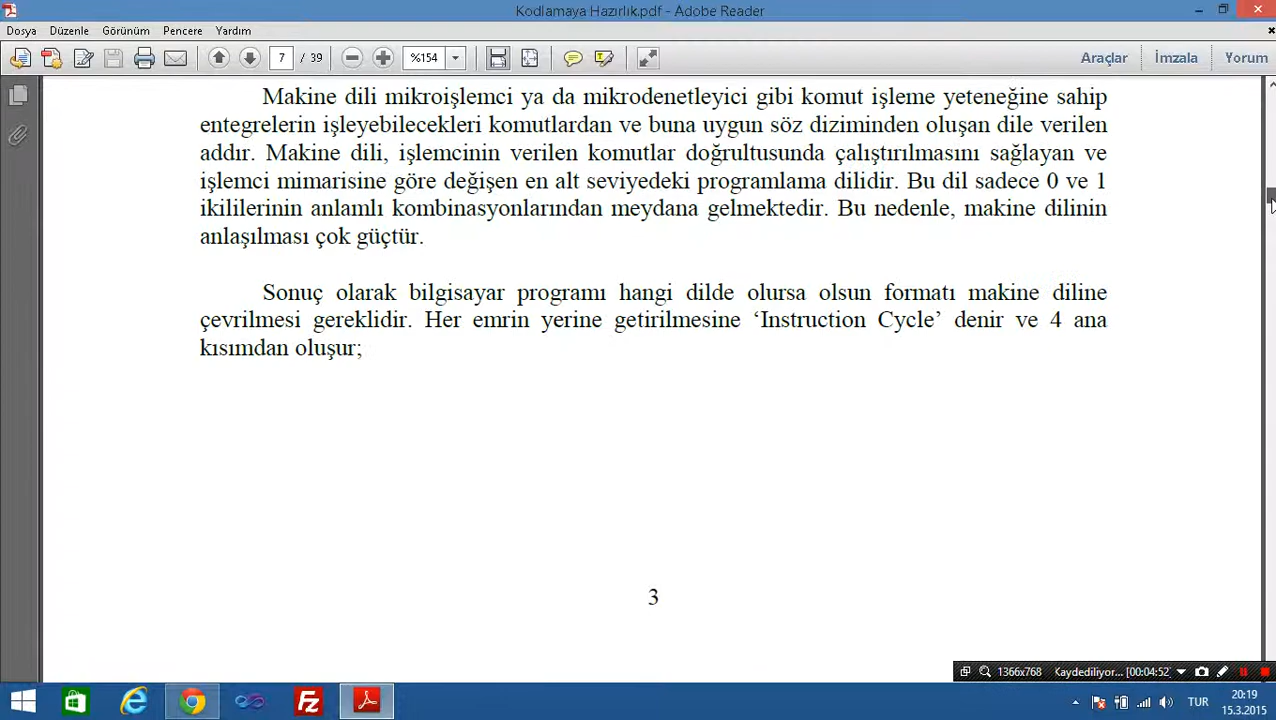 Kodlamaya Hazırlık.pdf - Adobe Reader
Dosya Düzenle Görünüm Pencere Yardım
7 / 39 %154 Araçlar İmzala Yorum
Makine dili mikroişlemci ya da mikrodenetleyici gibi komut işleme yeteneğine sahip
entegrelerin işleyebilecekleri komutlardan ve buna uygun söz diziminden oluşan dile verilen
addır. Makine dili, işlemcinin verilen komutlar doğrultusunda çalıştırılmasını sağlayan ve
işlemci mimarisine göre değişen en alt seviyedeki programlama dilidir. Bu dil sadece 0 ve 1
ikililerinin anlamlı kombinasyonlarından meydana gelmektedir. Bu nedenle, makine dilinin
anlaşılması çok güçtür.
Sonuç olarak bilgisayar programı hangi dilde olursa olsun formatı makine diline
çevrilmesi gereklidir. Her emrin yerine getirilmesine ‘Instruction Cycle’ denir ve 4 ana
kısımdan oluşur;
3
1366x768 Kaydediliyor... [00:04:52]
TUR 20:19
15.3.2015